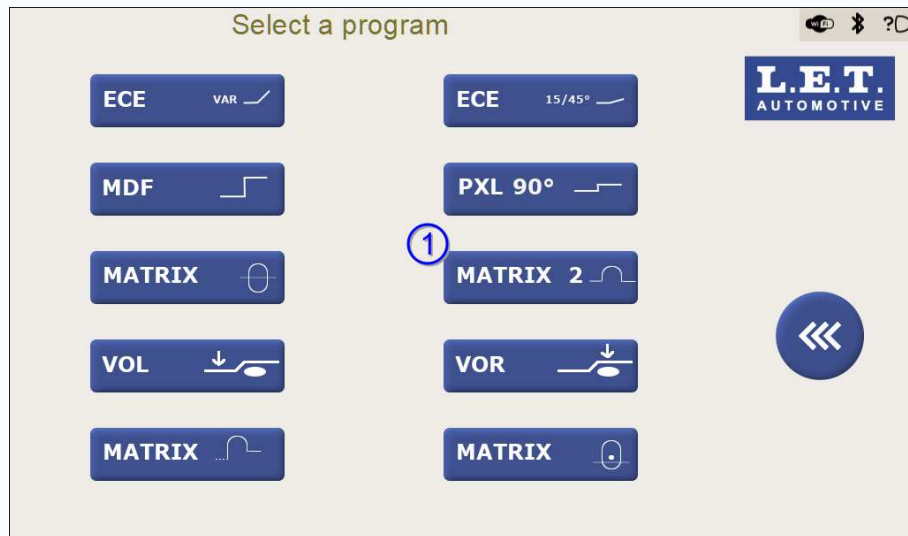 Select a program
WiFi ?
L.E.T.
AUTOMOTIVE
ECE VAR
ECE 15/45°
MDF
PXL 90°
1
MATRIX
MATRIX 2
VOL
VOR
MATRIX
MATRIX